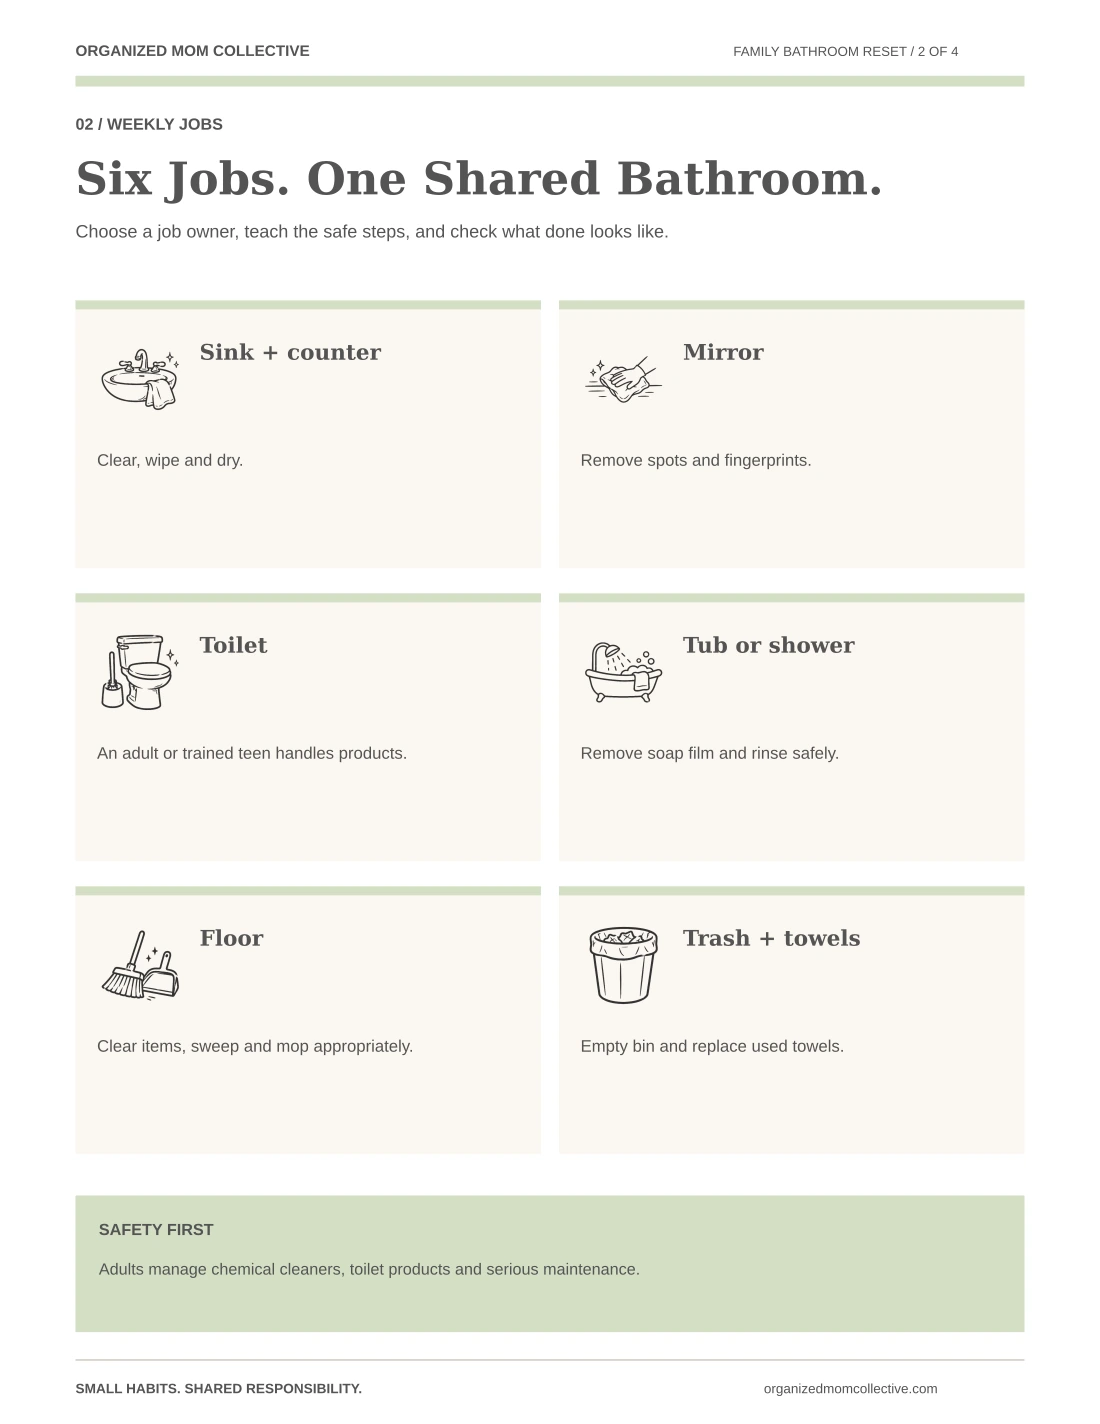 ORGANIZED MOM COLLECTIVE
FAMILY BATHROOM RESET / 2 OF 4
02 / WEEKLY JOBS
Six Jobs. One Shared Bathroom.
Choose a job owner, teach the safe steps, and check what done looks like.
Sink + counter
Clear, wipe and dry.
Mirror
Remove spots and fingerprints.
Toilet
An adult or trained teen handles products.
Tub or shower
Remove soap film and rinse safely.
Floor
Clear items, sweep and mop appropriately.
Trash + towels
Empty bin and replace used towels.
SAFETY FIRST
Adults manage chemical cleaners, toilet products and serious maintenance.
SMALL HABITS. SHARED RESPONSIBILITY.
organizedmomcollective.com